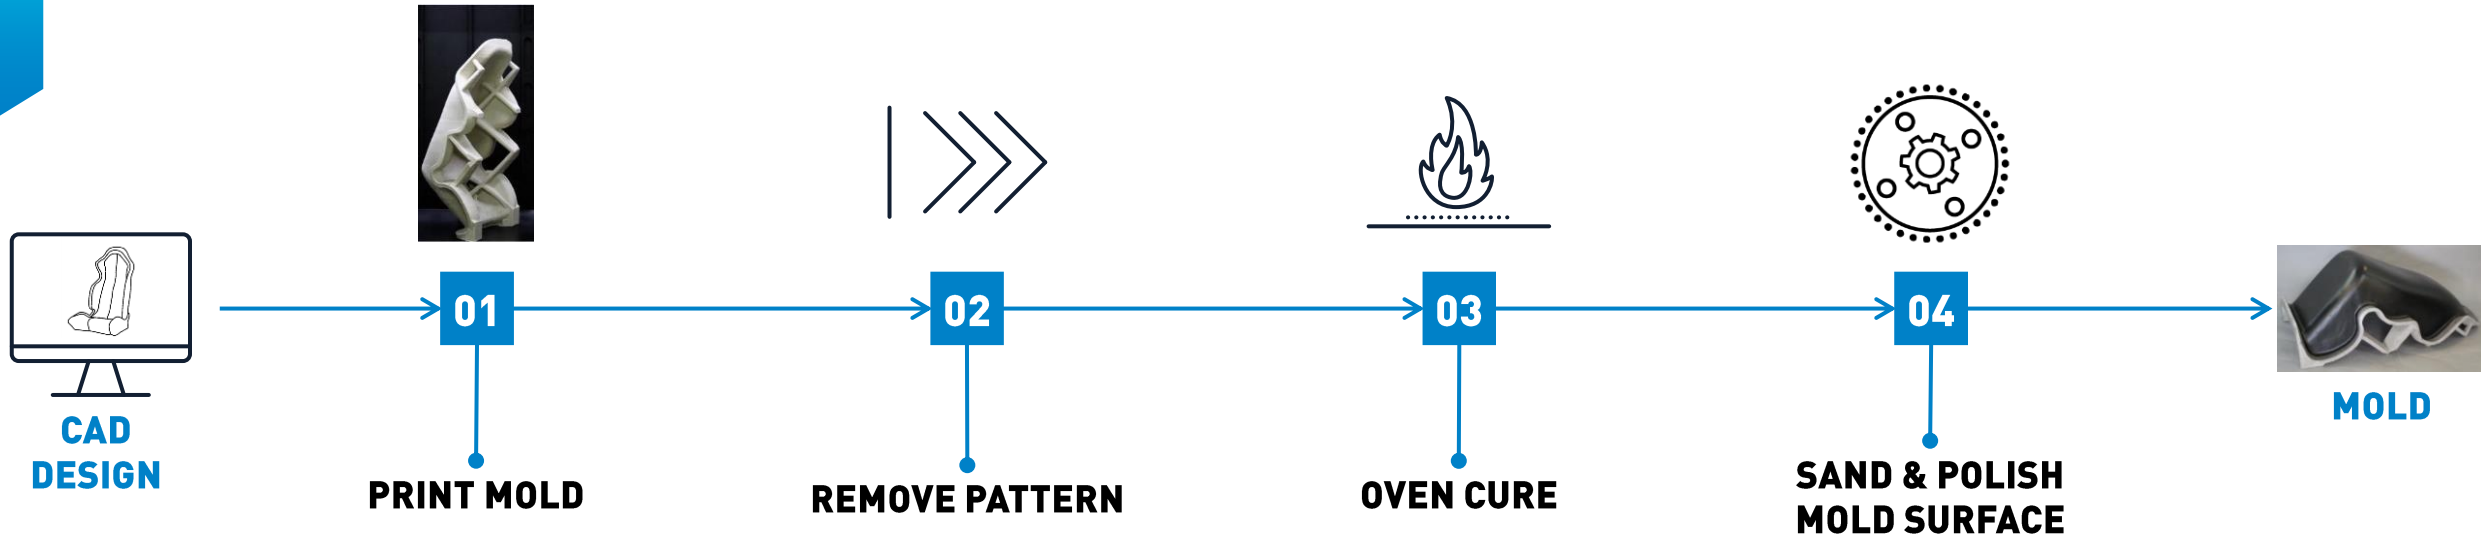 CAD
DESIGN
01
PRINT MOLD
02
REMOVE PATTERN
03
OVEN CURE
04
SAND & POLISH
MOLD SURFACE
MOLD